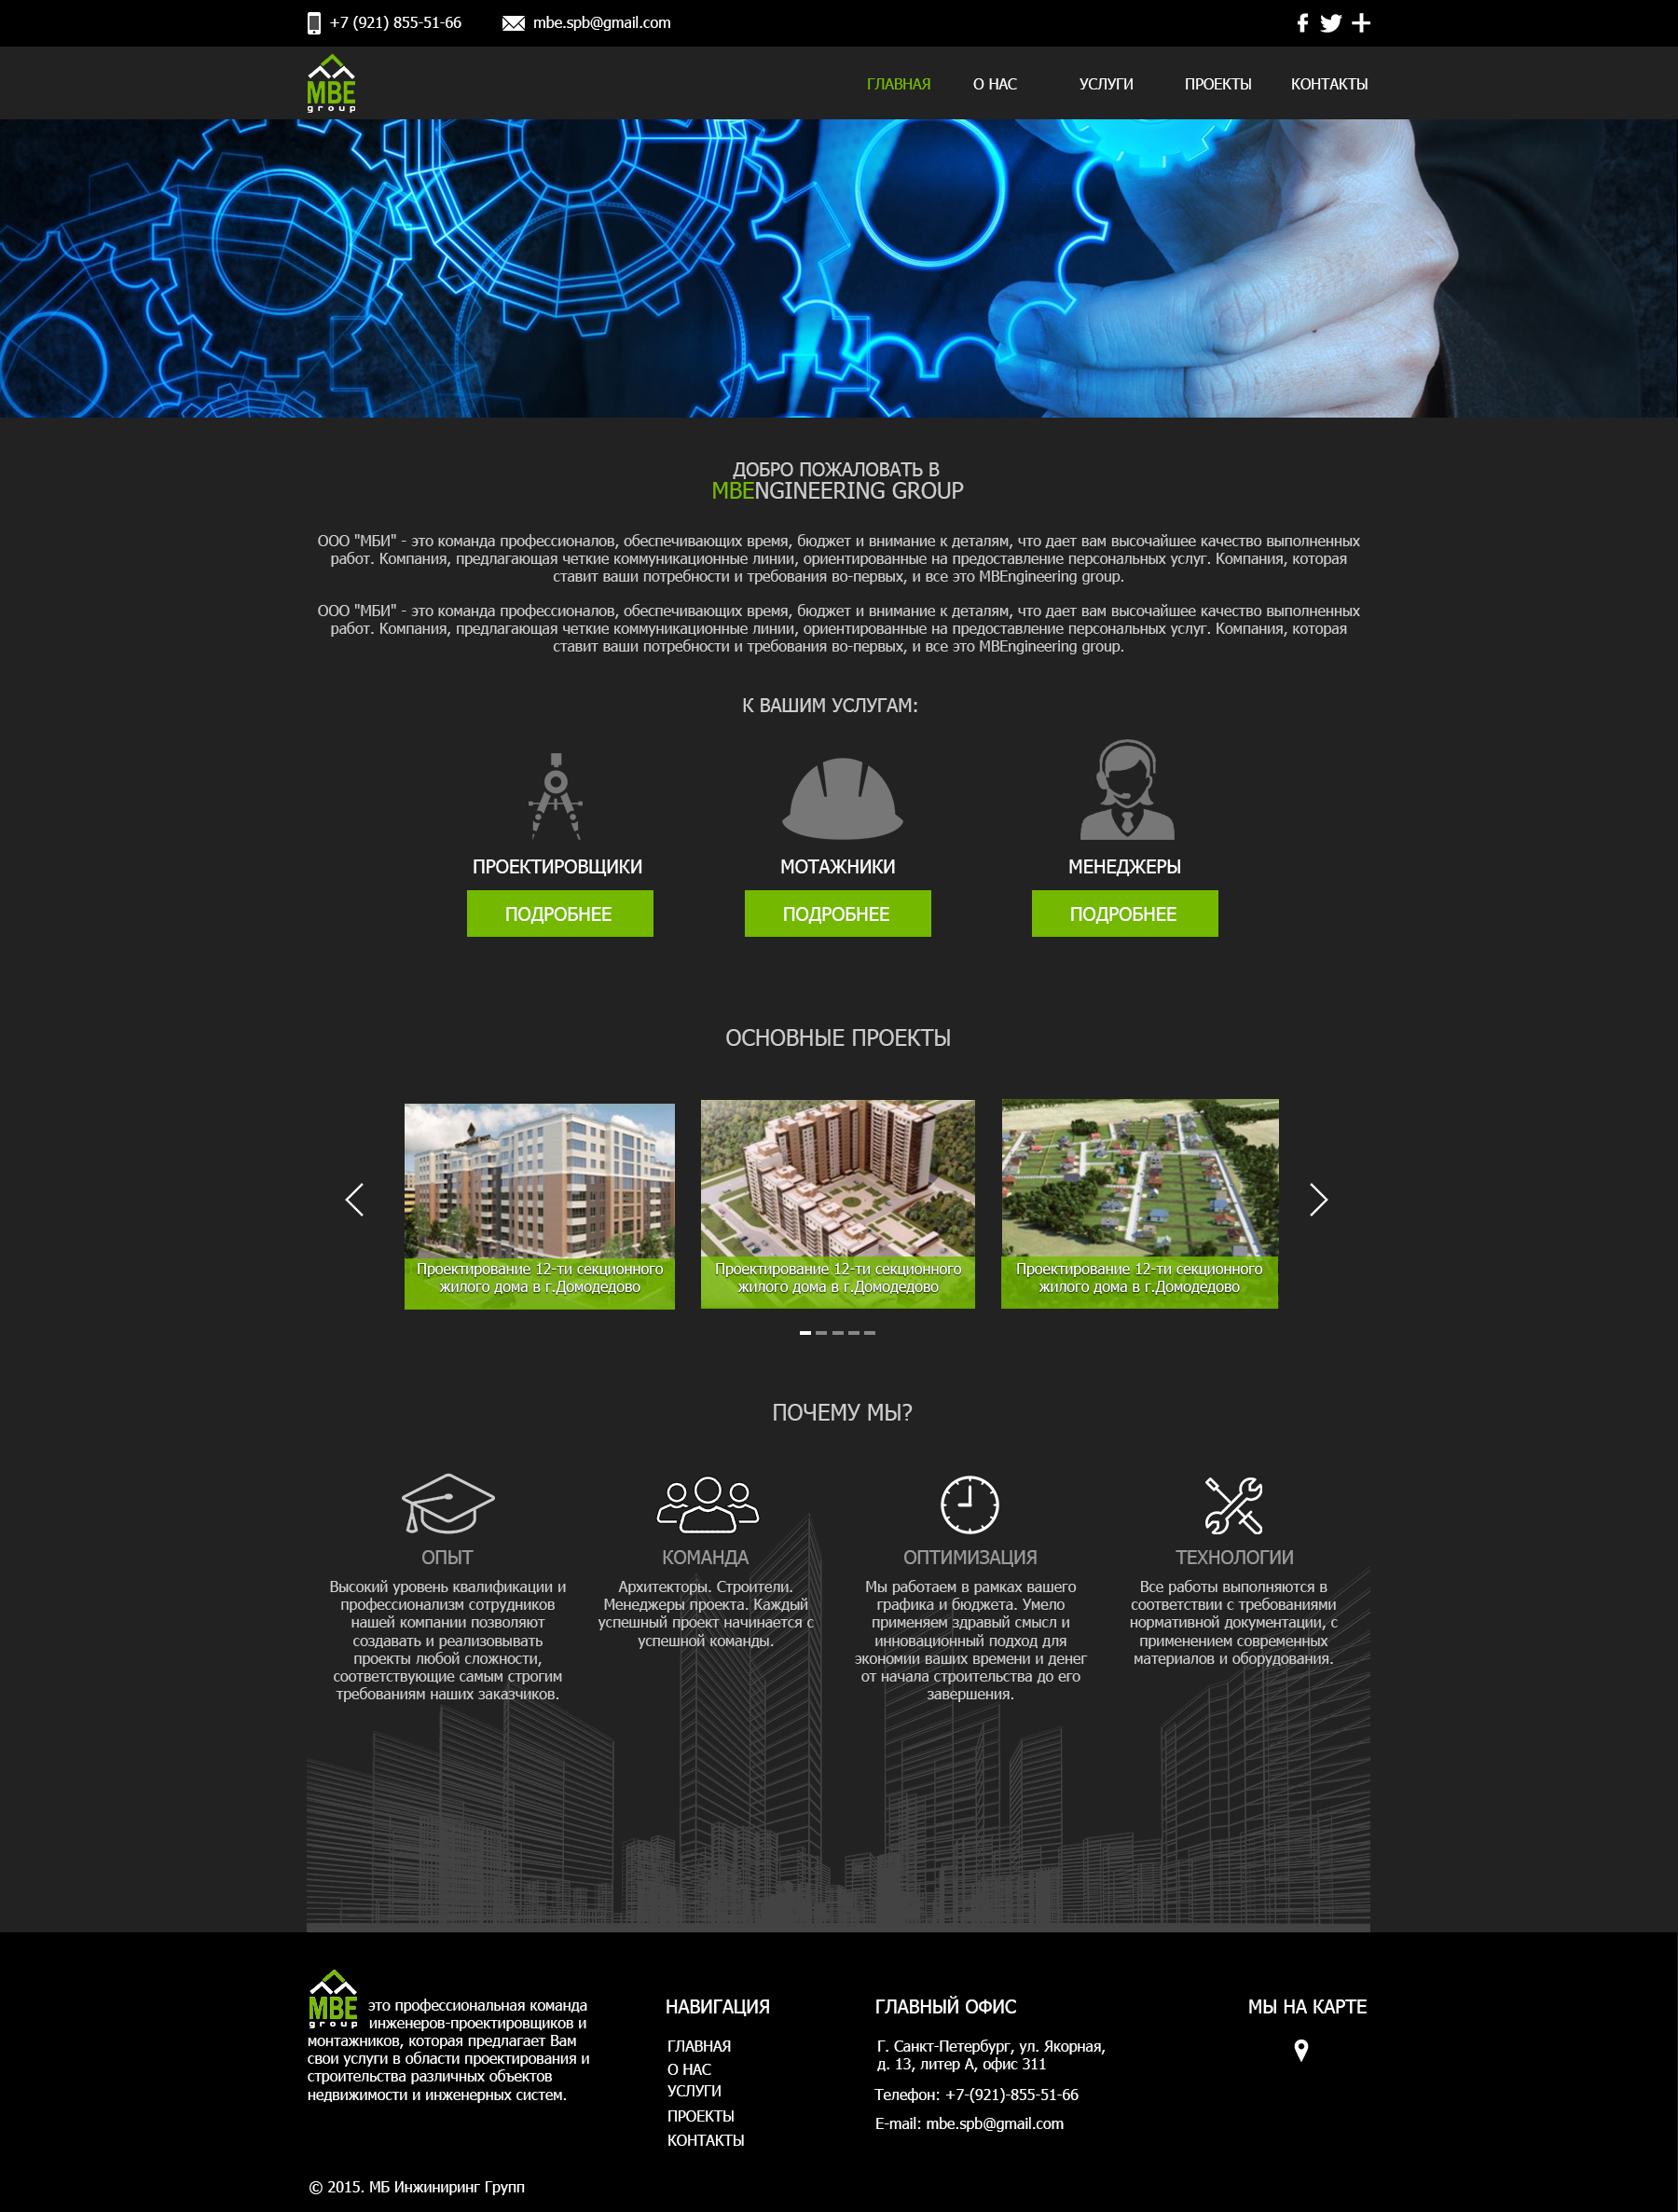 +7 (921) 855-51-66
mbe.spb@gmail.com
MBE
group
ГЛАВНАЯ
О НАС
УСЛУГИ
ПРОЕКТЫ
КОНТАКТЫ
ДОБРО ПОЖАЛОВАТЬ В
MBENGINEERING GROUP
ООО "МБИ" - это команда профессионалов, обеспечивающих время, бюджет и внимание к деталям, что дает вам высочайшее качество выполненных
работ. Компания, предлагающая четкие коммуникационные линии, ориентированные на предоставление персональных услуг. Компания, которая
ставит ваши потребности и требования во-первых, и все это MBEngineering group.
ООО "МБИ" - это команда профессионалов, обеспечивающих время, бюджет и внимание к деталям, что дает вам высочайшее качество выполненных
работ. Компания, предлагающая четкие коммуникационные линии, ориентированные на предоставление персональных услуг. Компания, которая
ставит ваши потребности и требования во-первых, и все это MBEngineering group.
К ВАШИМ УСЛУГАМ:
ПРОЕКТИРОВЩИКИ
МОТАЖНИКИ
МЕНЕДЖЕРЫ
ПОДРОБНЕЕ
ПОДРОБНЕЕ
ПОДРОБНЕЕ
ОСНОВНЫЕ ПРОЕКТЫ
Проектирование 12-ти секционного
жилого дома в г.Домодедово
Проектирование 12-ти секционного
жилого дома в г.Домодедово
Проектирование 12-ти секционного
жилого дома в г.Домодедово
ПОЧЕМУ МЫ?
ОПЫТ
Высокий уровень квалификации и
профессионализм сотрудников
нашей компании позволяют
создавать и реализовывать
проекты любой сложности,
соответствующие самым строгим
требованиям наших заказчиков.
КОМАНДА
Архитекторы. Строители.
Менеджеры проекта. Каждый
успешный проект начинается с
успешной команды.
ОПТИМИЗАЦИЯ
Мы работаем в рамках вашего
графика и бюджета. Умело
применяем здравый смысл и
инновационный подход для
экономии ваших времени и денег
от начала строительства до его
завершения.
ТЕХНОЛОГИИ
Все работы выполняются в
соответствии с требованиями
нормативной документации, с
применением современных
материалов и оборудования.
MBE
group
это профессиональная команда
инженеров-проектировщиков и
монтажников, которая предлагает Вам
свои услуги в области проектирования и
строительства различных объектов
недвижимости и инженерных систем.
НАВИГАЦИЯ
ГЛАВНАЯ
О НАС
УСЛУГИ
ПРОЕКТЫ
КОНТАКТЫ
ГЛАВНЫЙ ОФИС
Г. Санкт-Петербург, ул. Якорная,
д. 13, литер А, офис 311
Телефон: +7-(921)-855-51-66
E-mail: mbe.spb@gmail.com
МЫ НА КАРТЕ
© 2015. МБ Инжиниринг Групп